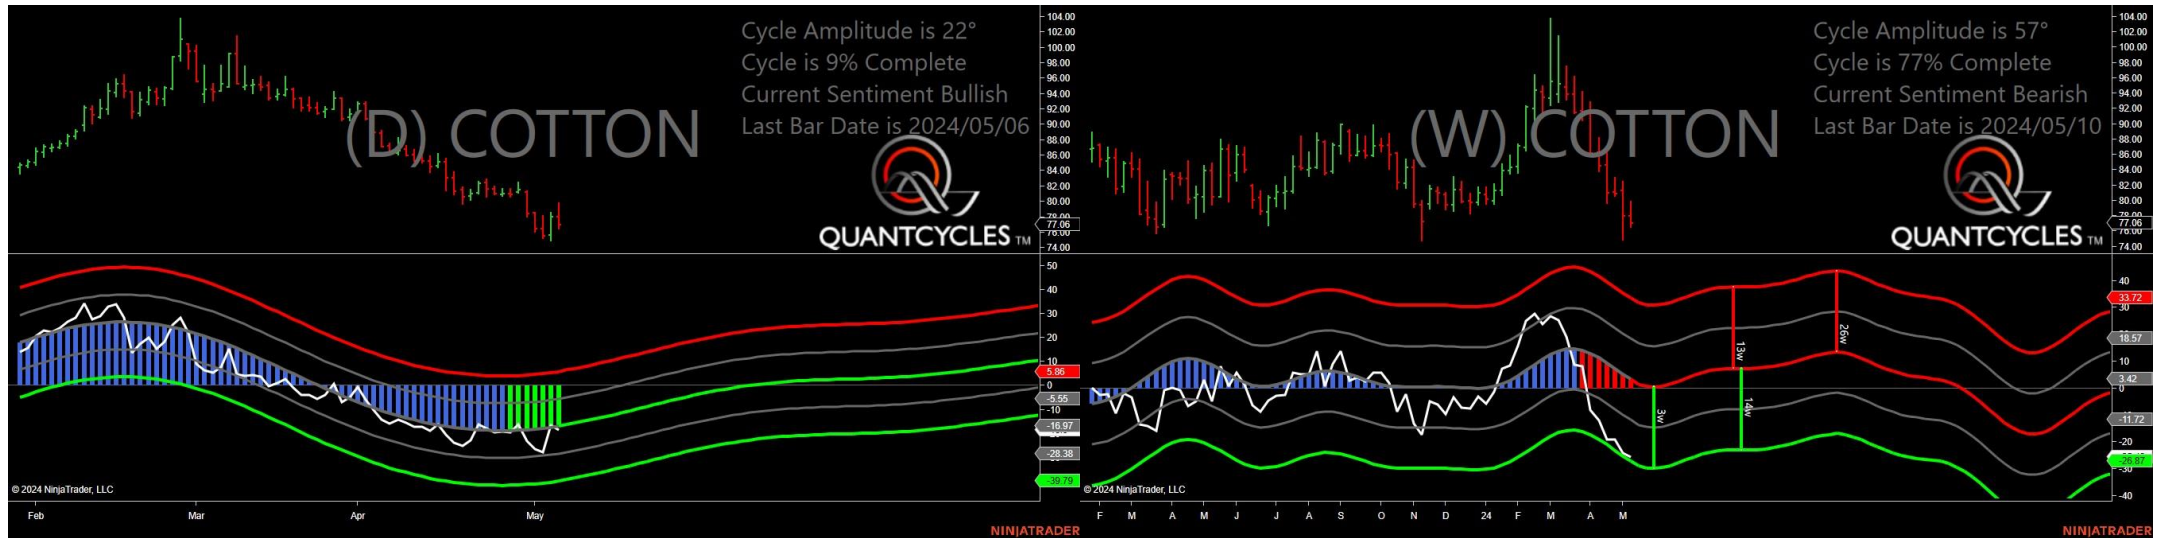 Cycle Amplitude is 22°
Cycle is 9% Complete
Current Sentiment Bullish
Last Bar Date is 2024/05/06
(D) COTTON
QUANTCYCLES TM
104.00
102.00
100.00
98.00
96.00
94.00
92.00
90.00
88.00
86.00
84.00
82.00
80.00
77.06
74.00
50
40
30
20
10
5.86
0
-5.55
-10
-16.97
-28.38
-39.79
© 2024 NinjaTrader, LLC
Feb Mar Apr May
NINJATRADER
Cycle Amplitude is 57°
Cycle is 77% Complete
Current Sentiment Bearish
Last Bar Date is 2024/05/10
(W) COTTON
QUANTCYCLES TM
104.00
102.00
100.00
98.00
96.00
94.00
92.00
90.00
88.00
86.00
84.00
82.00
80.00
77.06
74.00
40
33.72
30
18.57
10
3.42
0
-11.72
-20
-26.87
-30
-40
3w
13w
14w
26w
© 2024 NinjaTrader, LLC
F M A M J J A S O N D 24 F M A M
NINJATRADER